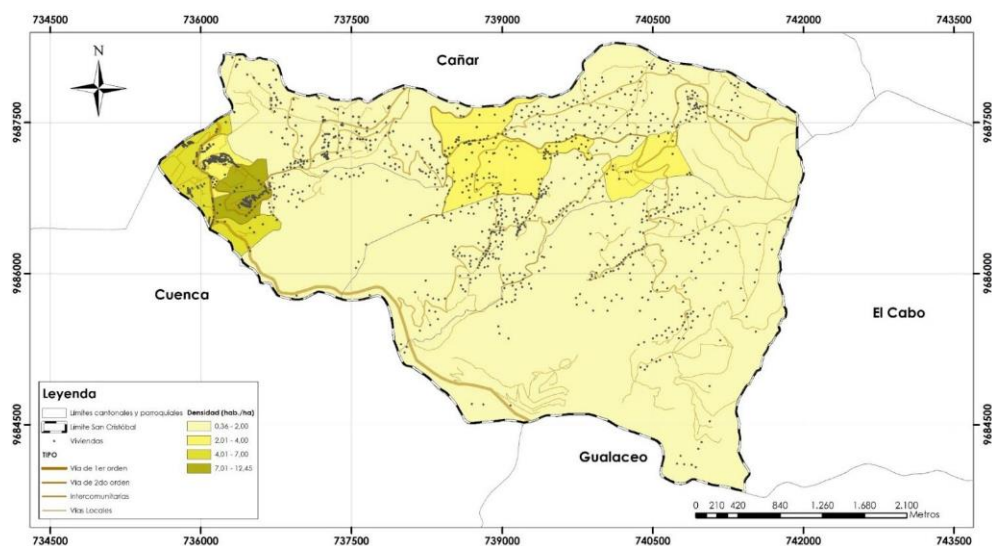 734500 736000 737500 739000 740500 742000 743500
N
Cañar
9687500 9687500
9686000 9686000
Cuenca
El Cabo
Leyenda
Límites cantonales y parroquiales
Límite San Cristóbal
Viviendas
TIPO
Vía de 1er orden
Vía de 2do orden
Intercomunitarias
Vías Locales
Densidad (hab./ha)
0,36 - 2,00
2,01 - 4,00
4,01 - 7,00
7,01 - 12,45
9684500 9684500
Gualaceo
0 210 420 840 1.260 1.680 2.100
Metros
734500 736000 737500 739000 740500 742000 743500